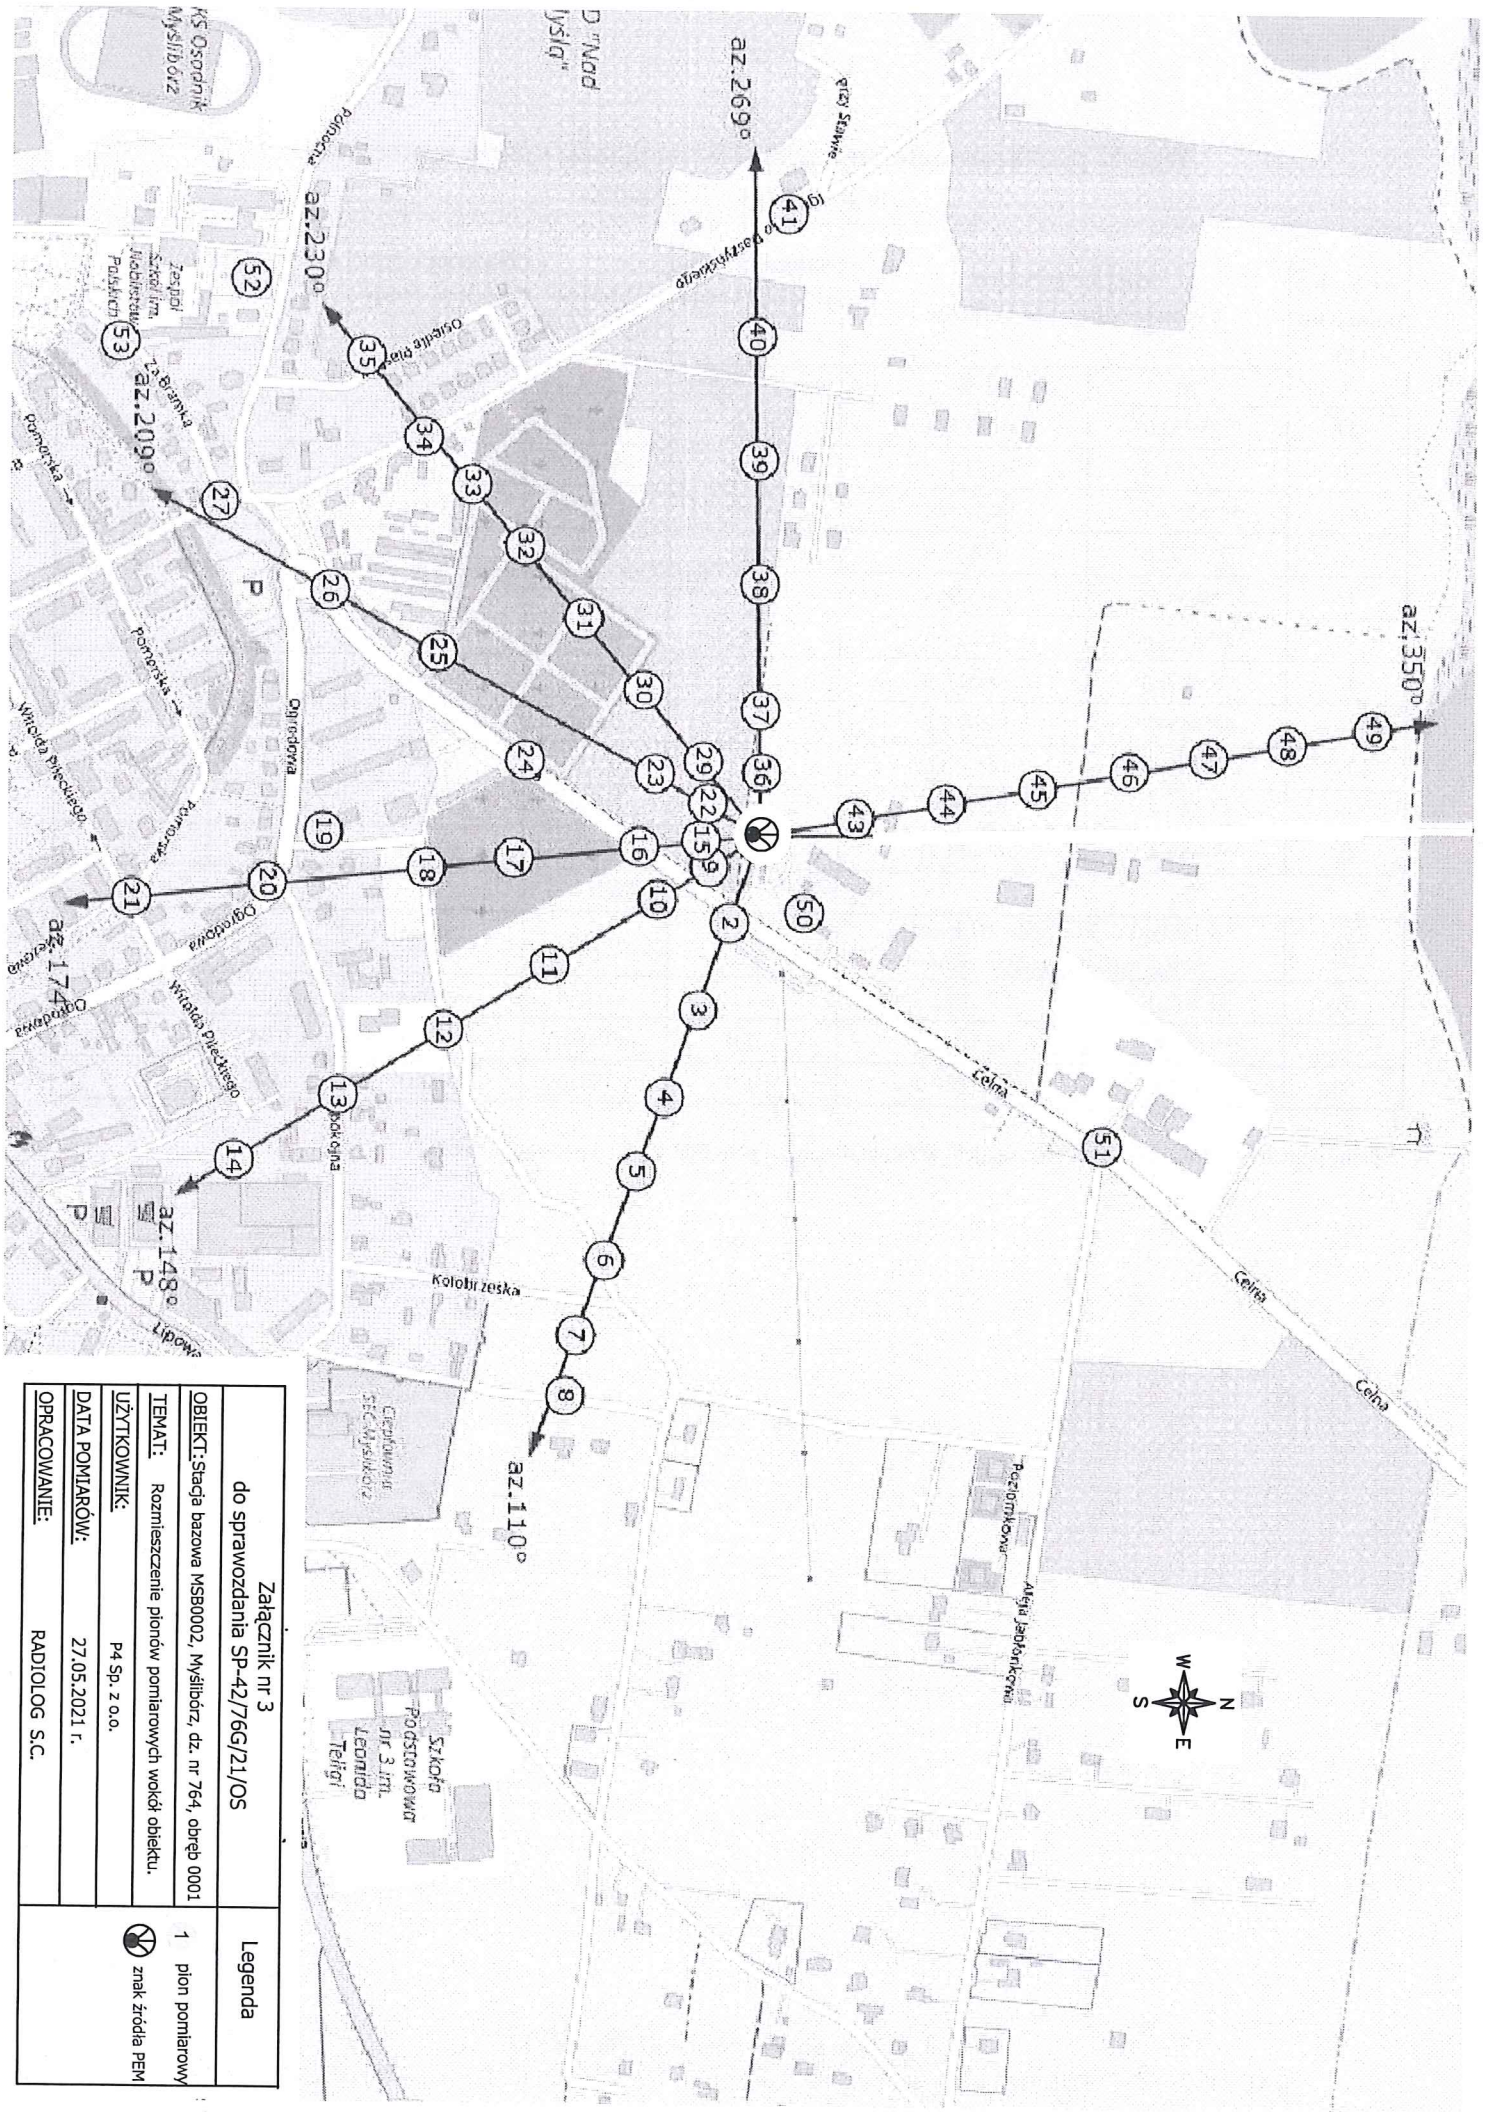 KS Osadnik
Myślibórz
D "Nad
Myślą"
Północna
przy Stawie
az.269°
az.230°
az.209°
az.174°
az.148°
az.110°
az.350°
Zespół
Szkół im.
Noblistów
Polskich
Za Bramką
Osiedle Piast
Pomorska
Pomorska
Pomorska
Witolda Pileckiego
Witolda Pileckiego
Ogrodowa
Ogrodowa
Ogrodowa
Spokojna
Kołobrzeska
Lipowa
Celna
Celna
Celna
Poziomkowa
Aleja Jabłonkowa
Ciepłownia
SEC Myślibórz
Szkoła
Podstawowa
nr 3 im.
Leonida
Teligi
P
P
P
2
3
4
5
6
7
8
9
10
11
12
13
14
15
16
17
18
19
20
21
22
23
24
25
26
27
29
30
31
32
33
34
35
36
37
38
39
40
41
43
44
45
46
47
48
49
50
51
52
53
N
W
E
S
Załącznik nr 3
do sprawozdania SP-42/76G/21/OS
OBIEKT: Stacja bazowa MSB0002, Myślibórz, dz. nr 764, obręb 0001
TEMAT: Rozmieszczenie pionów pomiarowych wokół obiektu.
UŻYTKOWNIK: P4 Sp. z o.o.
DATA POMIARÓW: 27.05.2021 r.
OPRACOWANIE: RADIOLOG S.C.
Legenda
1 pion pomiarowy
znak źródła PEM